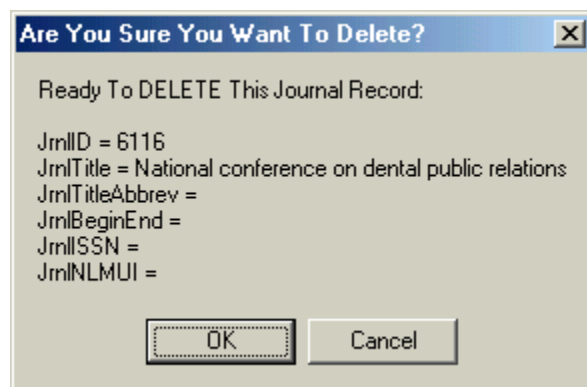 Are You Sure You Want To Delete?
Ready To DELETE This Journal Record:
JrnlID = 6116
JrnlTitle = National conference on dental public relations
JrnlTitleAbbrev =
JrnlBeginEnd =
JrnlISSN =
JrnlNLMUI =
OK Cancel